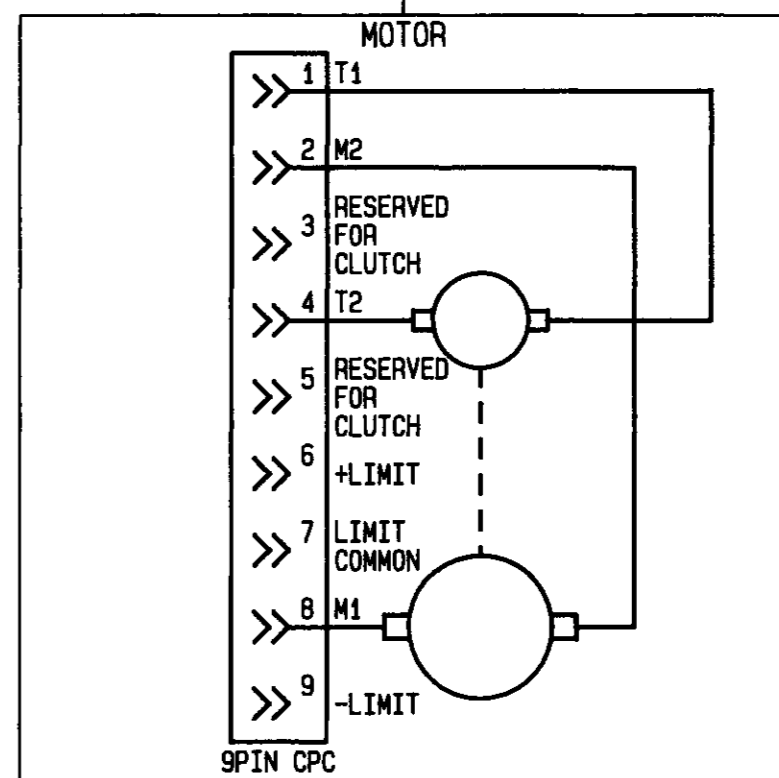 MOTOR
1 T1
2 M2
3 RESERVED
FOR
CLUTCH
4 T2
5 RESERVED
FOR
CLUTCH
6 +LIMIT
7 LIMIT
COMMON
8 M1
9 -LIMIT
9PIN CPC